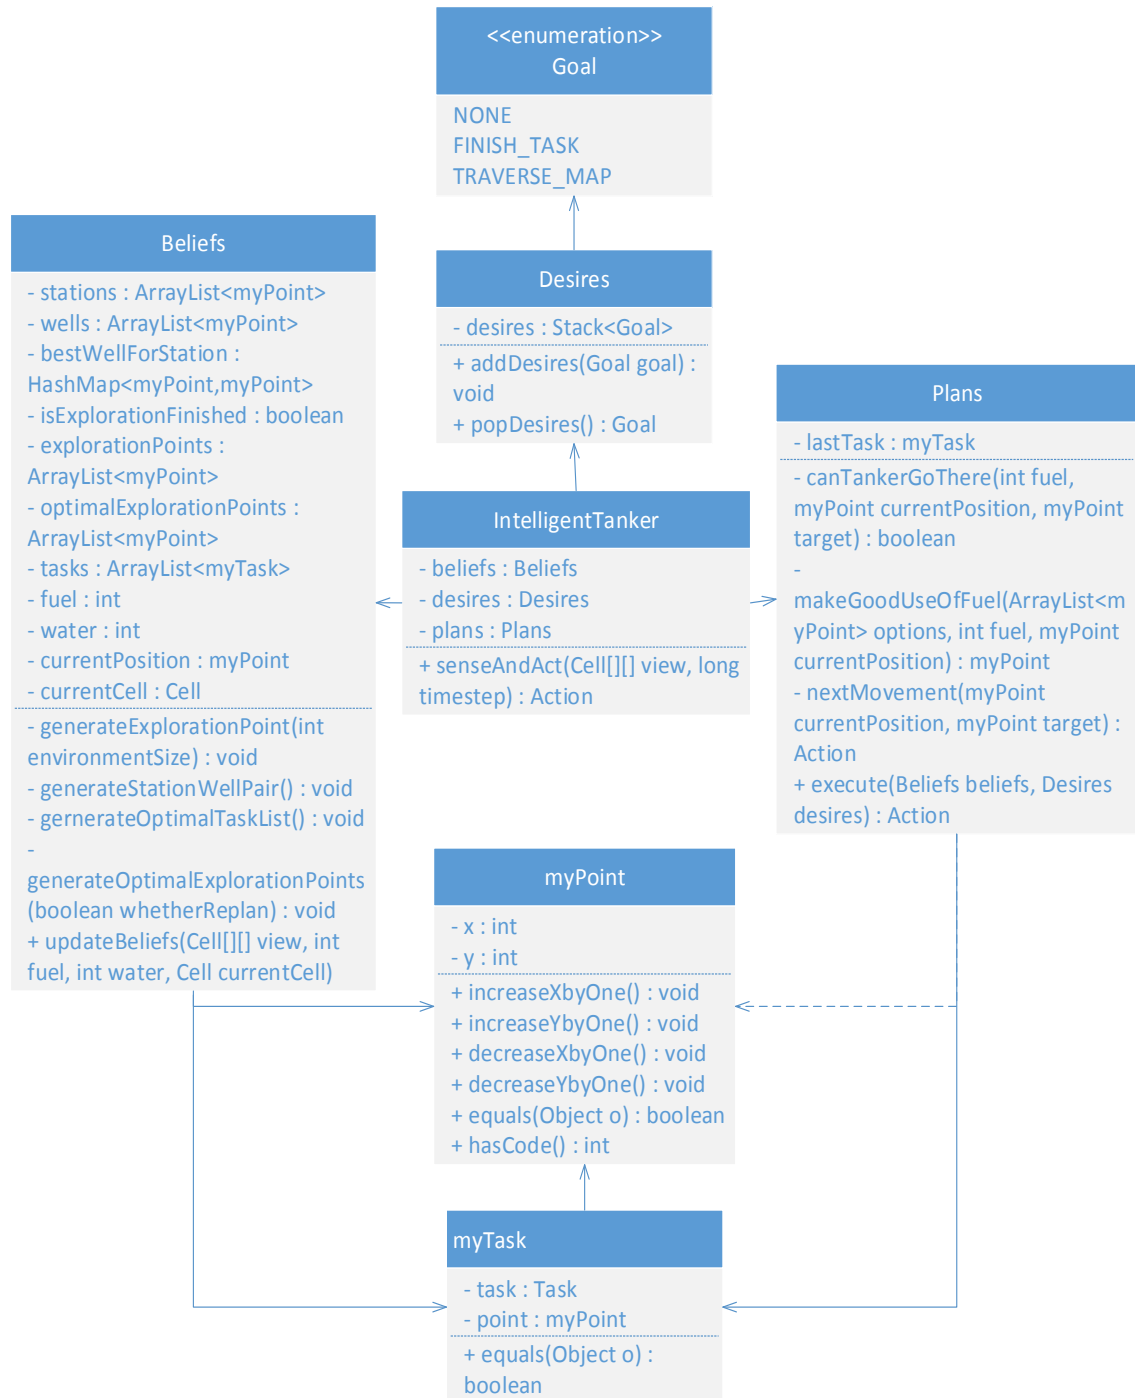 <<enumeration>>
Goal
NONE
FINISH_TASK
TRAVERSE_MAP
Beliefs
- stations : ArrayList<myPoint>
- wells : ArrayList<myPoint>
- bestWellForStation :
HashMap<myPoint,myPoint>
- isExplorationFinished : boolean
- explorationPoints :
ArrayList<myPoint>
- optimalExplorationPoints :
ArrayList<myPoint>
- tasks : ArrayList<myTask>
- fuel : int
- water : int
- currentPosition : myPoint
- currentCell : Cell
- generateExplorationPoint(int
environmentSize) : void
- generateStationWellPair() : void
- gernerateOptimalTaskList() : void
-
generateOptimalExplorationPoints
(boolean whetherReplan) : void
+ updateBeliefs(Cell[][] view, int
fuel, int water, Cell currentCell)
Desires
- desires : Stack<Goal>
+ addDesires(Goal goal) :
void
+ popDesires() : Goal
IntelligentTanker
- beliefs : Beliefs
- desires : Desires
- plans : Plans
+ senseAndAct(Cell[][] view, long
timestep) : Action
Plans
- lastTask : myTask
- canTankerGoThere(int fuel,
myPoint currentPosition, myPoint
target) : boolean
-
makeGoodUseOfFuel(ArrayList<m
yPoint> options, int fuel, myPoint
currentPosition) : myPoint
- nextMovement(myPoint
currentPosition, myPoint target) :
Action
+ execute(Beliefs beliefs, Desires
desires) : Action
myPoint
- x : int
- y : int
+ increaseXbyOne() : void
+ increaseYbyOne() : void
+ decreaseXbyOne() : void
+ decreaseYbyOne() : void
+ equals(Object o) : boolean
+ hasCode() : int
myTask
- task : Task
- point : myPoint
+ equals(Object o) :
boolean